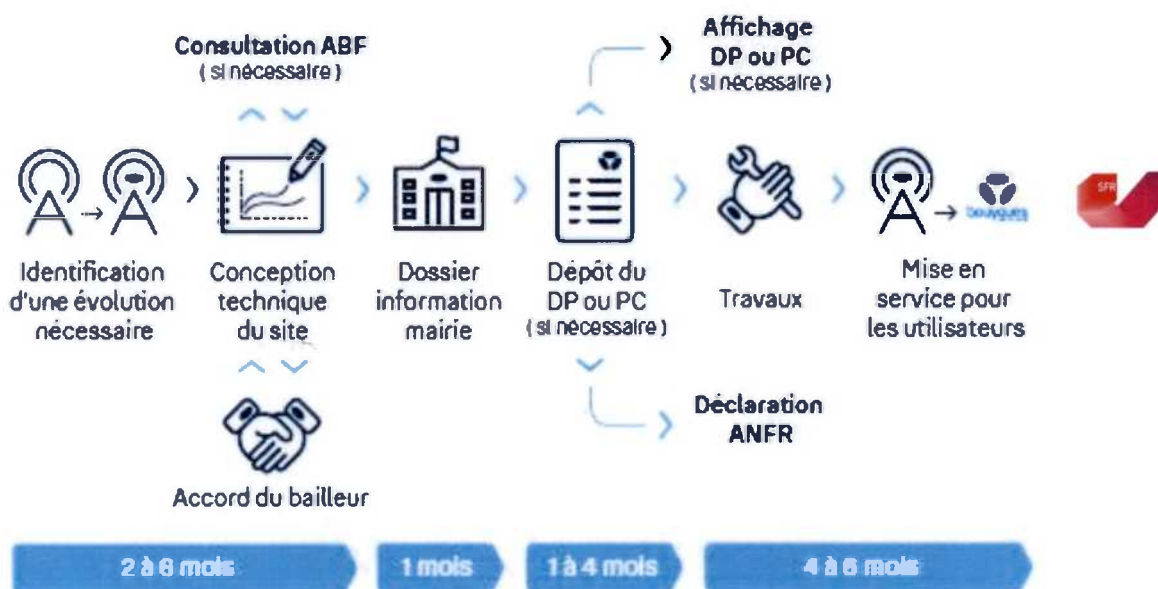 Consultation ABF
( si nécessaire )
Affichage
DP ou PC
( si nécessaire )
Identification
d'une évolution
nécessaire
Conception
technique
du site
Dossier
information
mairie
Dépôt du
DP ou PC
( si nécessaire )
Travaux
Mise en
service pour
les utilisateurs
bouygues
SFR
Accord du bailleur
Déclaration
ANFR
2 à 6 mois
1 mois
1 à 4 mois
4 à 6 mois